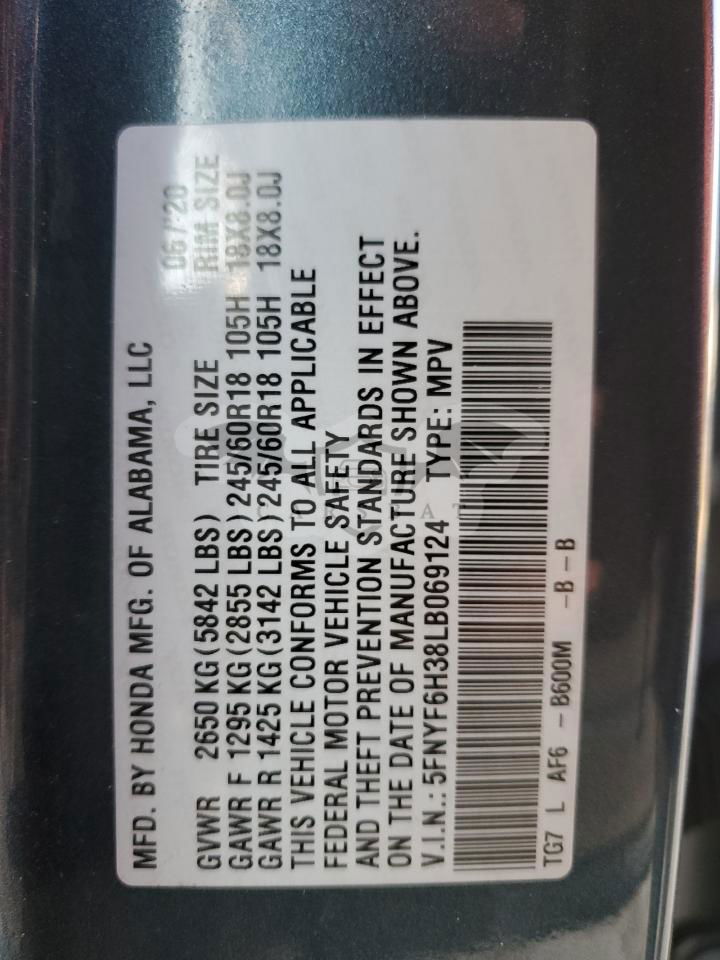 MFD. BY HONDA MFG. OF ALABAMA, LLC 06/'20
GVWR 2650 KG (5842 LBS) TIRE SIZE RIM SIZE
GAWR F 1295 KG (2855 LBS) 245/60R18 105H 18X8.0J
GAWR R 1425 KG (3142 LBS) 245/60R18 105H 18X8.0J
THIS VEHICLE CONFORMS TO ALL APPLICABLE
FEDERAL MOTOR VEHICLE SAFETY
AND THEFT PREVENTION STANDARDS IN EFFECT
ON THE DATE OF MANUFACTURE SHOWN ABOVE.
V.I.N.: 5FNYF6H38LB069124 TYPE: MPV
TG7 L AF6 -B600M -B-B